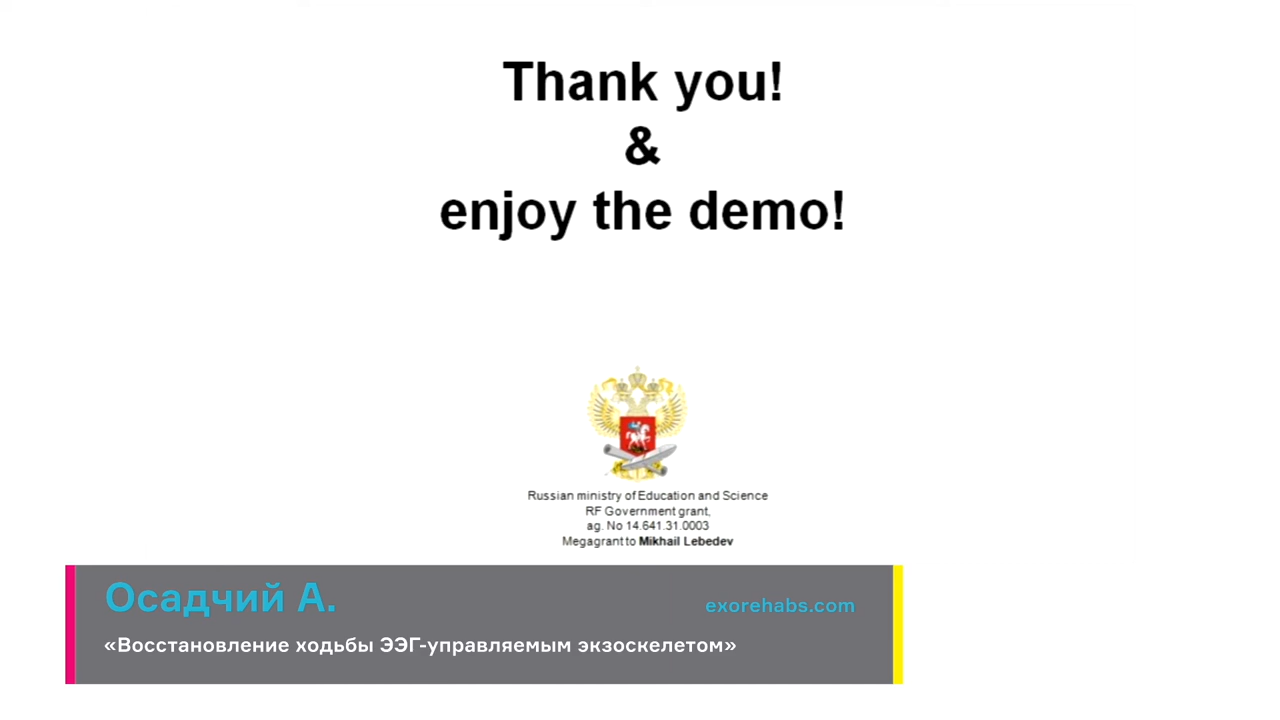 Thank you!
&
enjoy the demo!
Russian ministry of Education and Science
RF Government grant,
ag. No 14.641.31.0003
Megagrant to Mikhail Lebedev
Осадчий А.
exorehabs.com
«Восстановление ходьбы ЭЭГ-управляемым экзоскелетом»